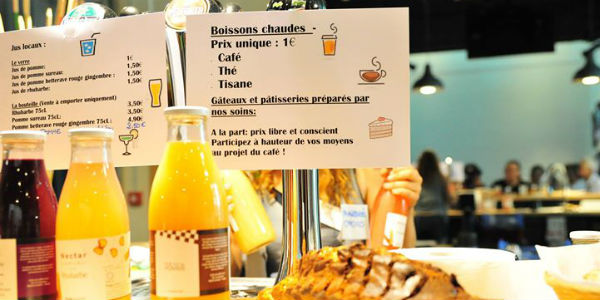 Jus locaux :
Le verre
Jus de pomme: 1€
Jus de pomme sureau: 1,50€
Jus de pomme betterave rouge gingembre : 1,50€
Jus de rhubarbe: 1,50€
La bouteille (Vente à emporter uniquement)
Rhubarbe 75cL: 3,50€
Pomme sureau 75cL: 3,50€
Pomme betterave rouge gingembre 75cL: 4,90€
Boissons chaudes -
Prix unique : 1€
Café
Thé
Tisane
Gâteaux et pâtisseries préparés par
nos soins:
A la part: prix libre et conscient
Participez à hauteur de vos moyens
au projet du café !
Nectar